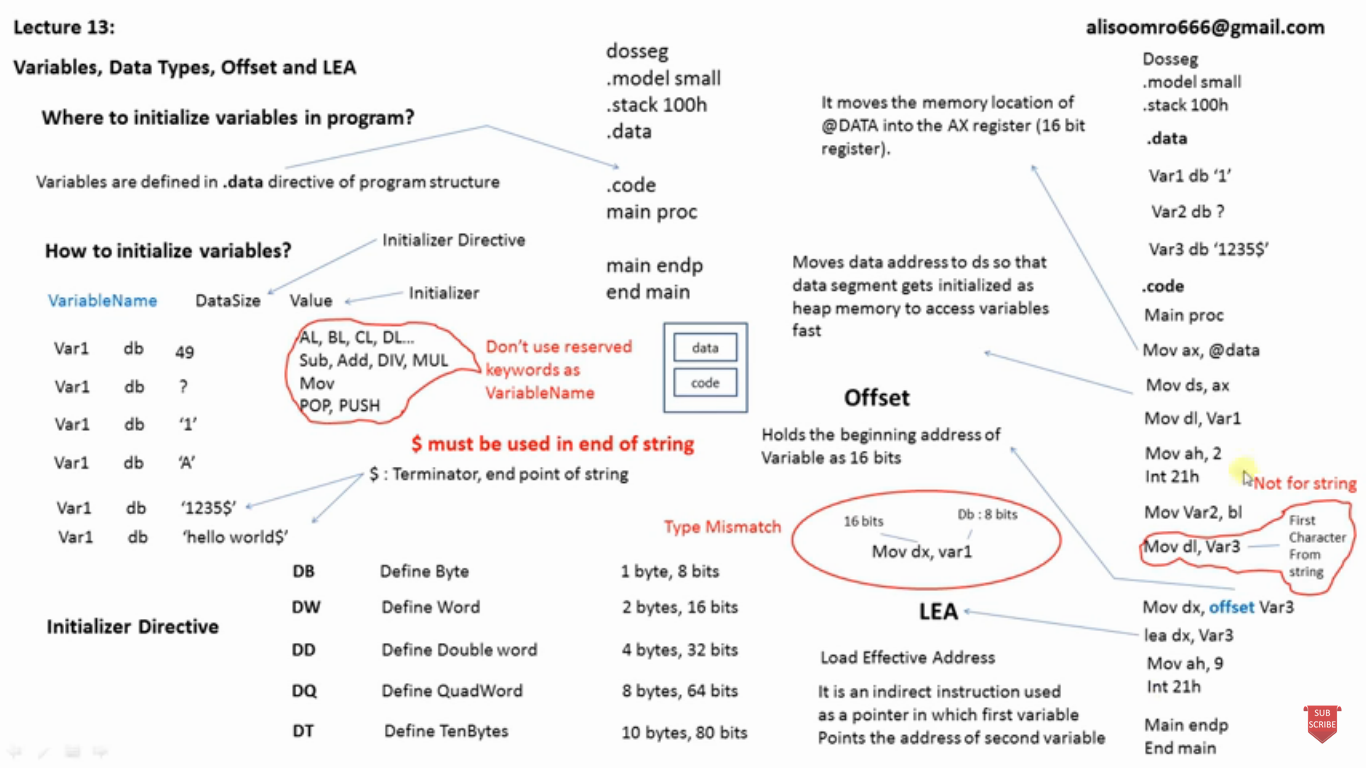 Lecture 13:
alisoomro666@gmail.com
Variables, Data Types, Offset and LEA
Where to initialize variables in program?
Variables are defined in .data directive of program structure
How to initialize variables?
Initializer Directive
VariableName DataSize Value
Initializer
Var1 db 49
Var1 db ?
Var1 db ‘1’
Var1 db ‘A’
Var1 db ‘1235$’
Var1 db ‘hello world$’
AL, BL, CL, DL...
Sub, Add, DIV, MUL
Mov
POP, PUSH
Don’t use reserved
keywords as
VariableName
$ must be used in end of string
$ : Terminator, end point of string
Initializer Directive
DB Define Byte 1 byte, 8 bits
DW Define Word 2 bytes, 16 bits
DD Define Double word 4 bytes, 32 bits
DQ Define QuadWord 8 bytes, 64 bits
DT Define TenBytes 10 bytes, 80 bits
dosseg
.model small
.stack 100h
.data
.code
main proc
main endp
end main
data
code
It moves the memory location of
@DATA into the AX register (16 bit
register).
Moves data address to ds so that
data segment gets initialized as
heap memory to access variables
fast
Offset
Holds the beginning address of
Variable as 16 bits
Type Mismatch
16 bits
Db : 8 bits
Mov dx, var1
LEA
Load Effective Address
It is an indirect instruction used
as a pointer in which first variable
Points the address of second variable
Dosseg
.model small
.stack 100h
.data
Var1 db ‘1’
Var2 db ?
Var3 db ‘1235$’
.code
Main proc
Mov ax, @data
Mov ds, ax
Mov dl, Var1
Mov ah, 2
Int 21h
Not for string
Mov Var2, bl
Mov dl, Var3
First
Character
From
string
Mov dx, offset Var3
lea dx, Var3
Mov ah, 9
Int 21h
Main endp
End main
SUB
SCRIBE